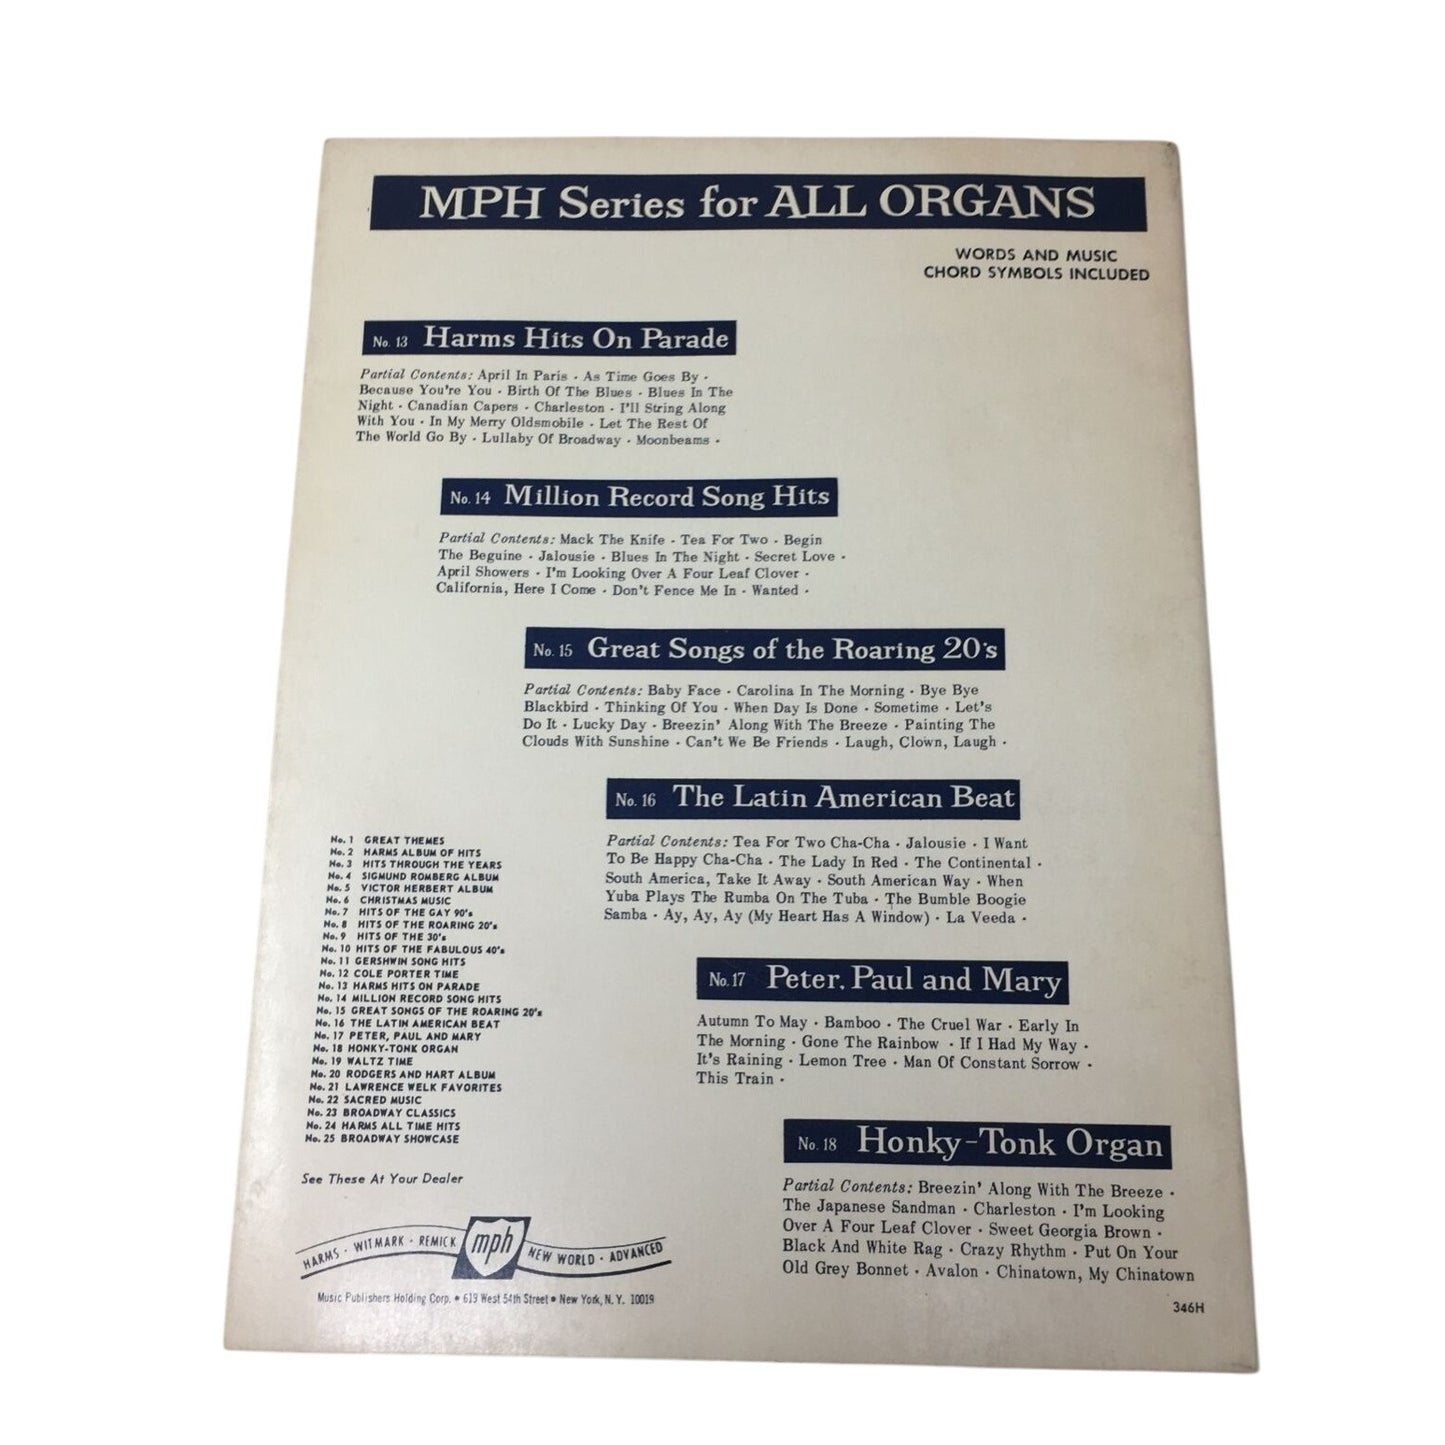 MPH Series for ALL ORGANS
WORDS AND MUSIC
CHORD SYMBOLS INCLUDED
No. 13 Harms Hits On Parade
Partial Contents: April In Paris · As Time Goes By ·
Because You're You · Birth Of The Blues · Blues In The
Night · Canadian Capers · Charleston · I'll String Along
With You · In My Merry Oldsmobile · Let The Rest Of
The World Go By · Lullaby Of Broadway · Moonbeams ·
No. 14 Million Record Song Hits
Partial Contents: Mack The Knife · Tea For Two · Begin
The Beguine · Jalousie · Blues In The Night · Secret Love ·
April Showers · I'm Looking Over A Four Leaf Clover ·
California, Here I Come · Don't Fence Me In · Wanted ·
No. 15 Great Songs of the Roaring 20's
Partial Contents: Baby Face · Carolina In The Morning · Bye Bye
Blackbird · Thinking Of You · When Day Is Done · Sometime · Let's
Do It · Lucky Day · Breezin' Along With The Breeze · Painting The
Clouds With Sunshine · Can't We Be Friends · Laugh, Clown, Laugh ·
No. 16 The Latin American Beat
Partial Contents: Tea For Two Cha-Cha · Jalousie · I Want
To Be Happy Cha-Cha · The Lady In Red · The Continental ·
South America, Take It Away · South American Way · When
Yuba Plays The Rumba On The Tuba · The Bumble Boogie
Samba · Ay, Ay, Ay (My Heart Has A Window) · La Veeda ·
No. 17 Peter, Paul and Mary
Autumn To May · Bamboo · The Cruel War · Early In
The Morning · Gone The Rainbow · If I Had My Way ·
It's Raining · Lemon Tree · Man Of Constant Sorrow ·
This Train ·
No. 18 Honky-Tonk Organ
Partial Contents: Breezin' Along With The Breeze ·
The Japanese Sandman · Charleston · I'm Looking
Over A Four Leaf Clover · Sweet Georgia Brown ·
Black And White Rag · Crazy Rhythm · Put On Your
Old Grey Bonnet · Avalon · Chinatown, My Chinatown
346H
No. 1 GREAT THEMES
No. 2 HARMS ALBUM OF HITS
No. 3 HITS THROUGH THE YEARS
No. 4 SIGMUND ROMBERG ALBUM
No. 5 VICTOR HERBERT ALBUM
No. 6 CHRISTMAS MUSIC
No. 7 HITS OF THE GAY 90's
No. 8 HITS OF THE ROARING 20's
No. 9 HITS OF THE 30's
No. 10 HITS OF THE FABULOUS 40's
No. 11 GERSHWIN SONG HITS
No. 12 COLE PORTER TIME
No. 13 HARMS HITS ON PARADE
No. 14 MILLION RECORD SONG HITS
No. 15 GREAT SONGS OF THE ROARING 20's
No. 16 THE LATIN AMERICAN BEAT
No. 17 PETER, PAUL AND MARY
No. 18 HONKY-TONK ORGAN
No. 19 WALTZ TIME
No. 20 RODGERS AND HART ALBUM
No. 21 LAWRENCE WELK FAVORITES
No. 22 SACRED MUSIC
No. 23 BROADWAY CLASSICS
No. 24 HARMS ALL TIME HITS
No. 25 BROADWAY SHOWCASE
See These At Your Dealer
HARMS · WITMARK · REMICK mph NEW WORLD · ADVANCED
Music Publishers Holding Corp. • 619 West 54th Street • New York, N. Y. 10019